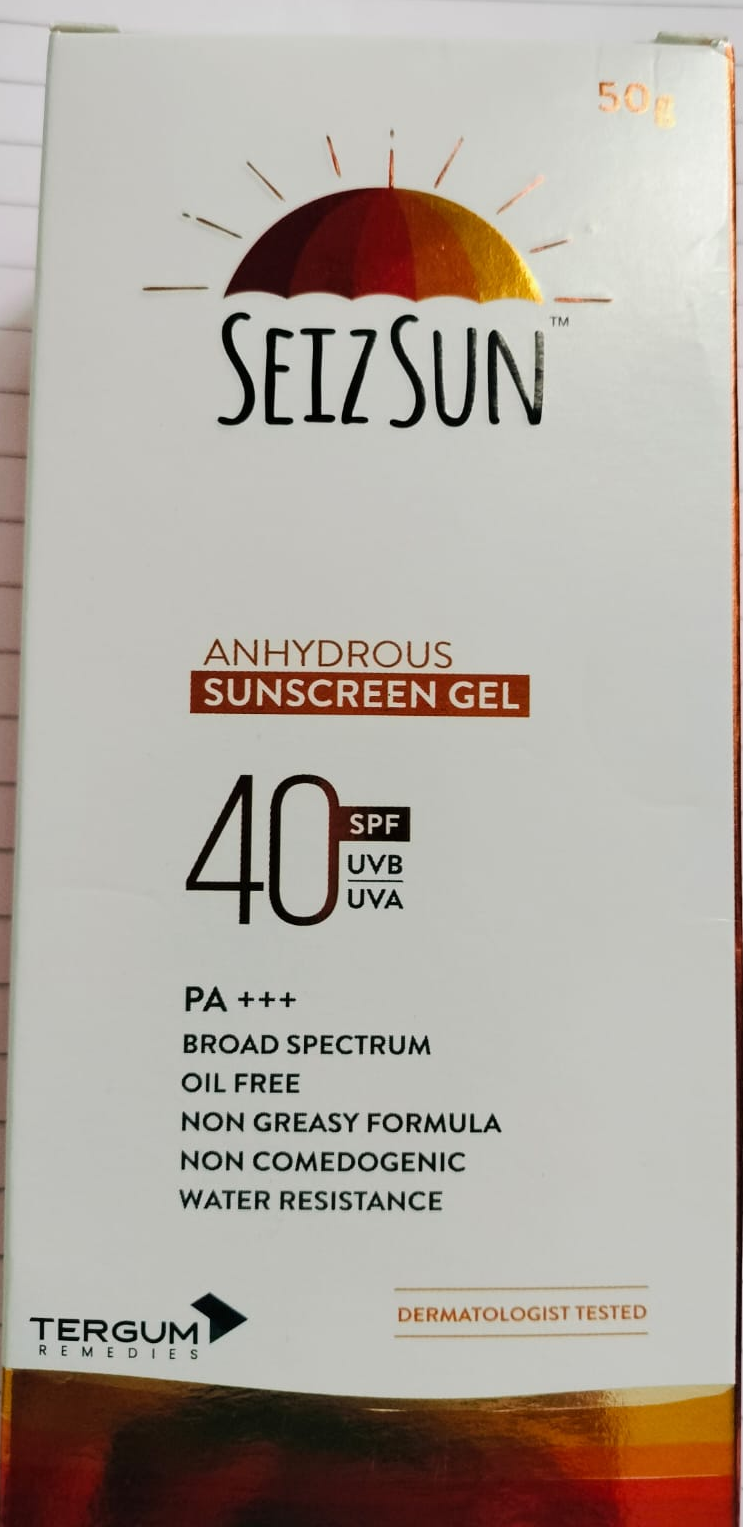 50g
SEIZSUN™
ANHYDROUS
SUNSCREEN GEL
40 SPF
UVB
UVA
PA +++
BROAD SPECTRUM
OIL FREE
NON GREASY FORMULA
NON COMEDOGENIC
WATER RESISTANCE
TERGUM
REMEDIES
DERMATOLOGIST TESTED